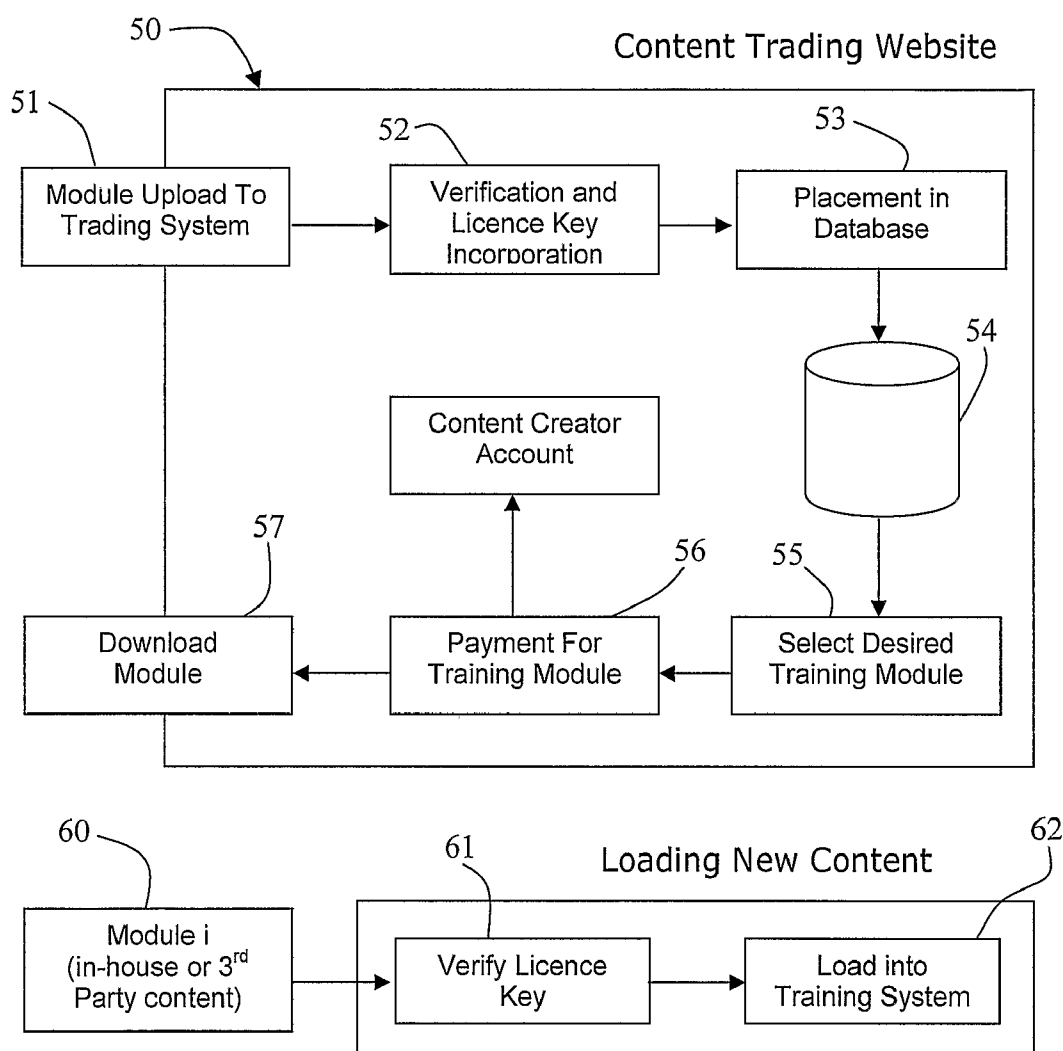 50
Content Trading Website
51
52
53
Module Upload To
Trading System
Verification and
Licence Key
Incorporation
Placement in
Database
54
Content Creator
Account
57
56
55
Download
Module
Payment For
Training Module
Select Desired
Training Module
60
61
Loading New Content
62
Module i
(in-house or 3rd
Party content)
Verify Licence
Key
Load into
Training System